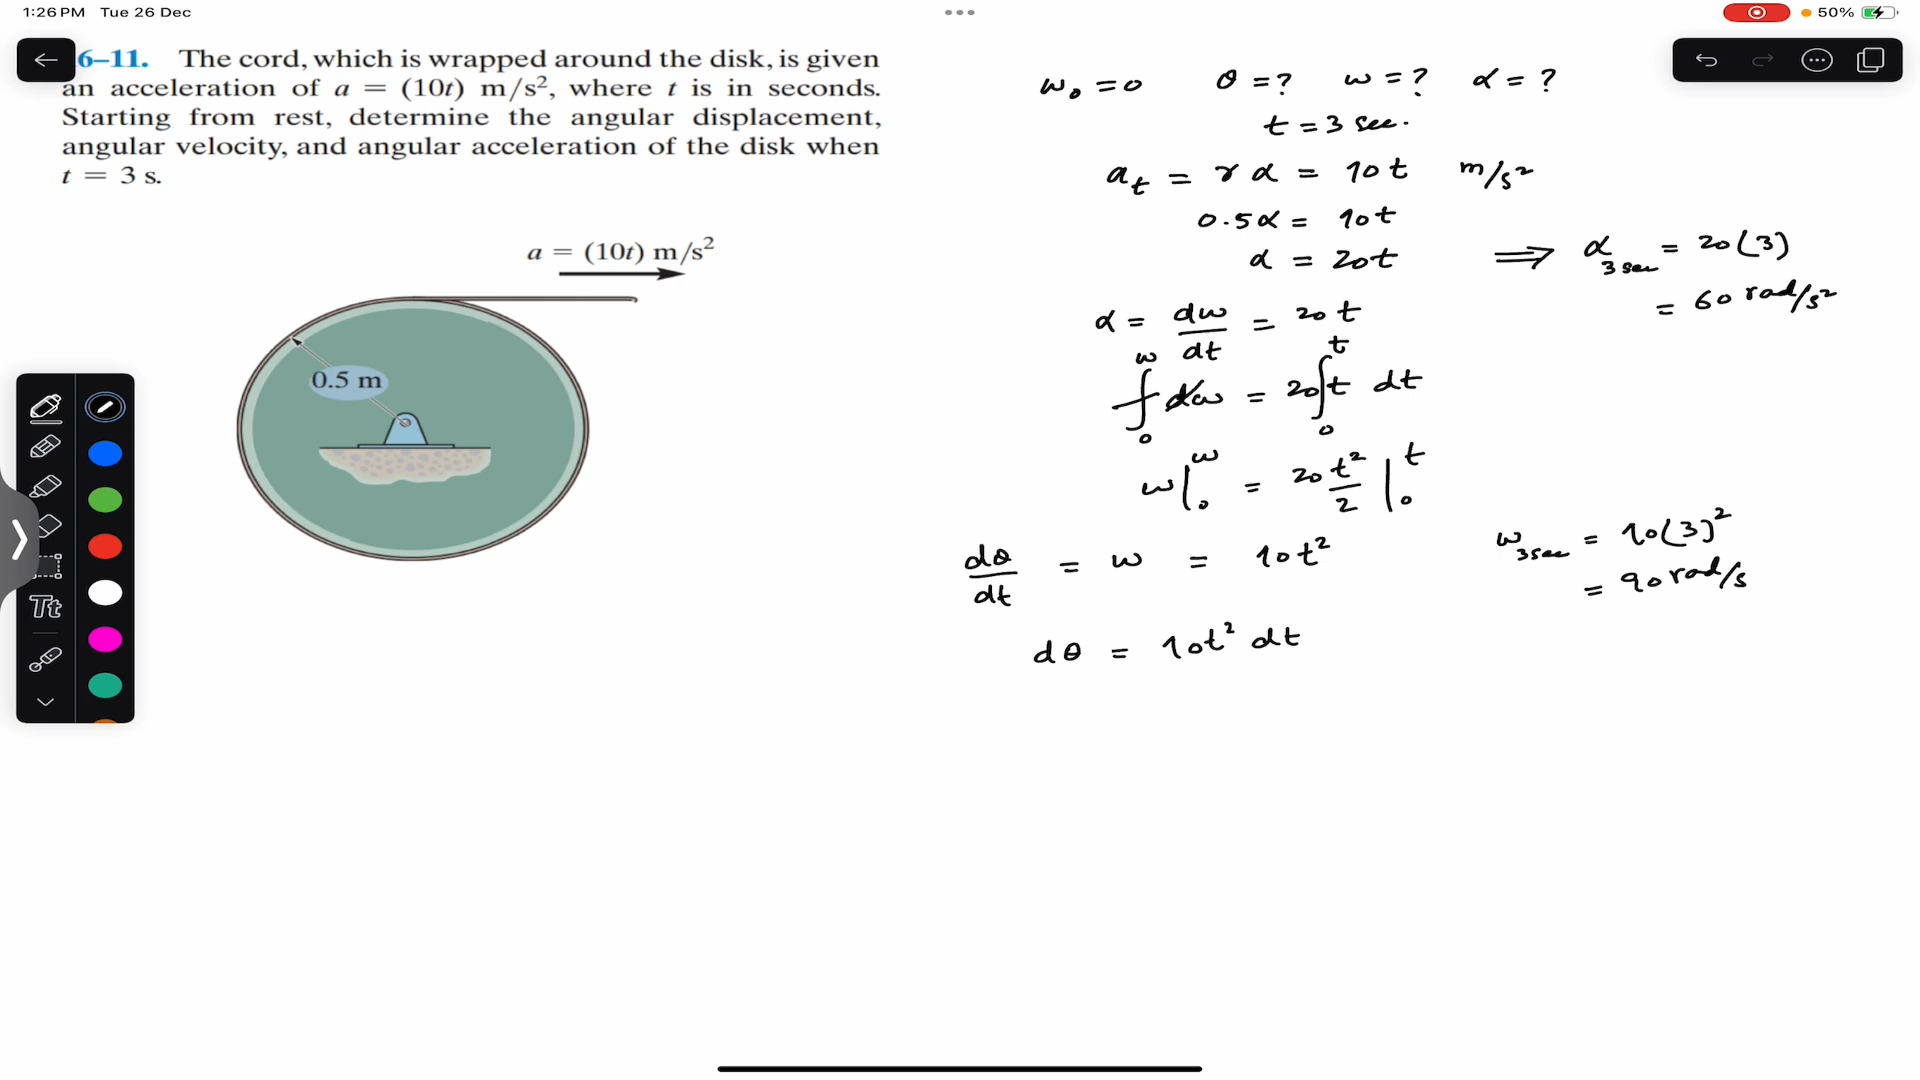 1:26 PM Tue 26 Dec
50%
6–11. The cord, which is wrapped around the disk, is given
an acceleration of a = (10t) m/s², where t is in seconds.
Starting from rest, determine the angular displacement,
angular velocity, and angular acceleration of the disk when
t = 3 s.
a = (10t) m/s²
0.5 m
Tt
ω₀ = 0 θ = ? ω = ? α = ?
t = 3 sec.
a_t = r α = 10t m/s²
0.5α = 10t
α = 20t ⟹ α_3sec = 20(3)
= 60 rad/s²
α = dω/dt = 20t
∫₀^ω dω = 20∫₀^t t dt
ω|₀^ω = 20 t²/2 |₀^t
dθ/dt = ω = 10t²
ω_3sec = 10(3)²
= 90 rad/s
dθ = 10t² dt